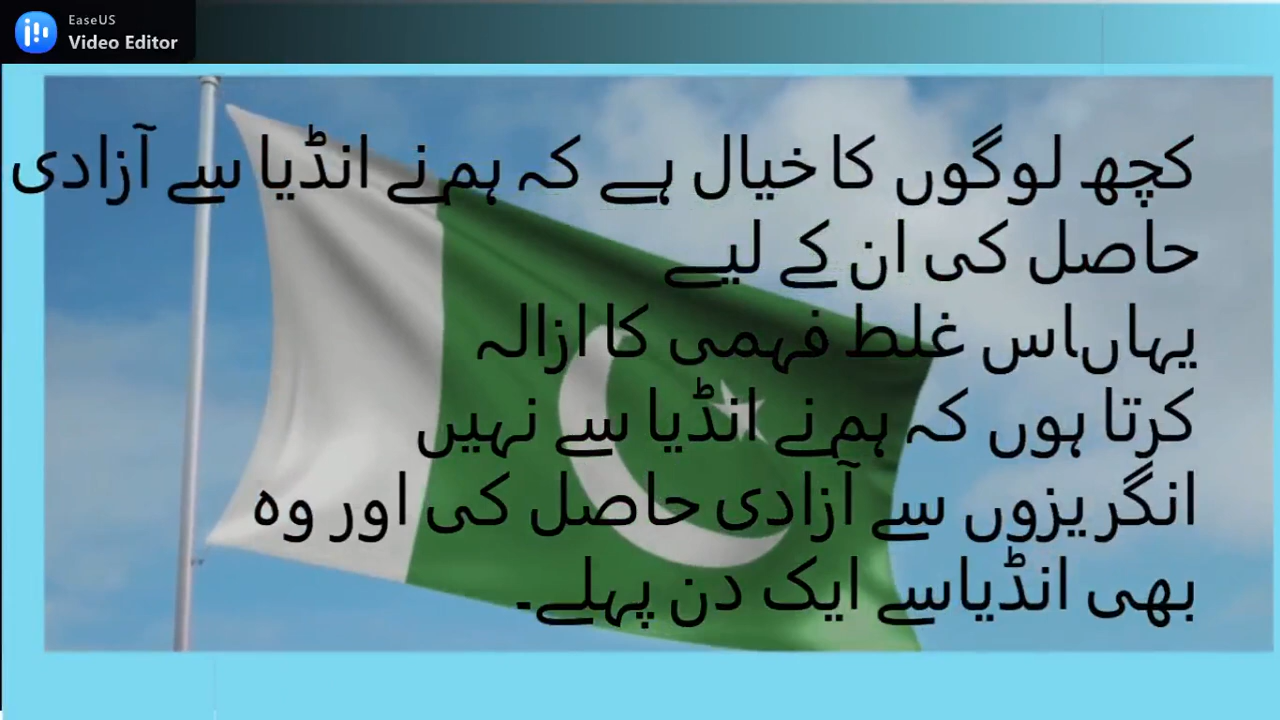 EaseUS
Video Editor
کچھ لوگوں کا خیال ہے کہ ہم نے انڈیا سے آزادی
حاصل کی ان کے لیے
یہاں اس غلط فہمی کا ازالہ
کرتا ہوں کہ ہم نے انڈیا سے نہیں
انگریزوں سے آزادی حاصل کی اور وہ
بھی انڈیاسے ایک دن پہلے۔